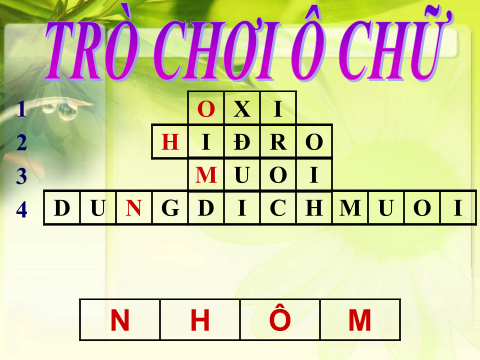 TRÒ CHƠI Ô CHỮ
1 O X I
2 H I Đ R O
3 M U O I
4 D U N G D I C H M U O I
N H Ô M